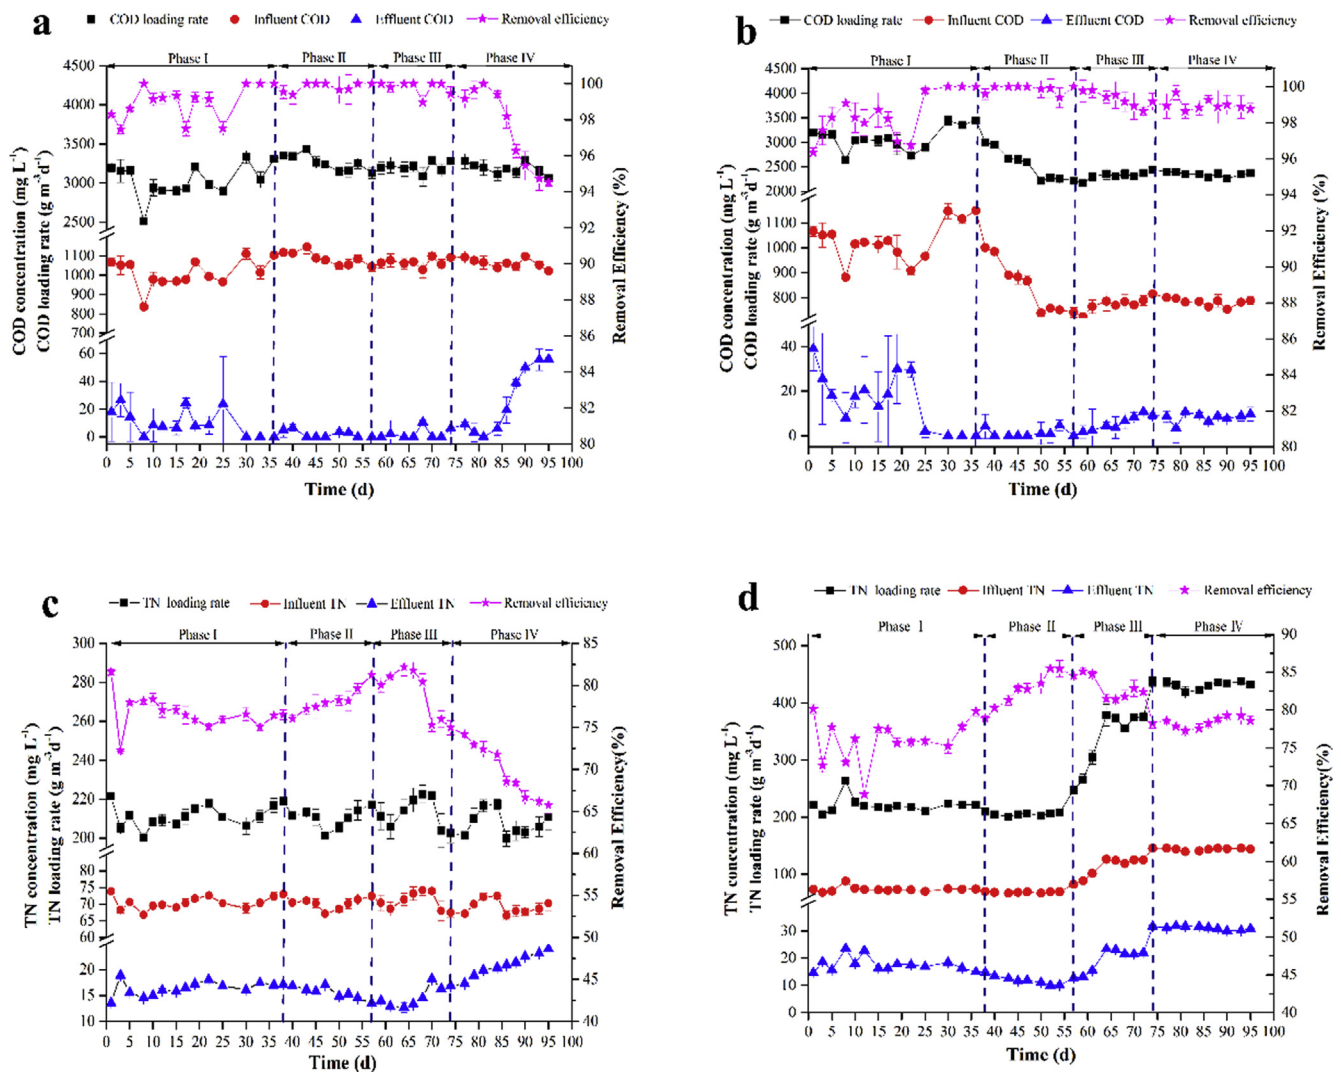 a
COD loading rate Influent COD Effluent COD Removal efficiency
Phase I Phase II Phase III Phase IV
4500
4000
3500
3000
2500
1100
1000
900
800
700
60
40
20
0
100
98
96
94
92
90
88
86
84
82
80
COD concentration (mg L⁻¹)
COD loading rate (g m⁻³d⁻¹)
Removal Efficiency (%)
0 5 10 15 20 25 30 35 40 45 50 55 60 65 70 75 80 85 90 95 100
Time (d)
b
COD loading rate Influent COD Effluent COD Removal efficiency
Phase I Phase II Phase III Phase IV
4500
4000
3500
3000
2500
2000
1100
1000
900
800
40
20
0
100
98
96
94
92
90
88
86
84
82
80
COD concentration (mg L⁻¹)
COD loading rate (g m⁻³d⁻¹)
Removal Efficiency (%)
0 5 10 15 20 25 30 35 40 45 50 55 60 65 70 75 80 85 90 95 100
Time (d)
c
TN loading rate Influent TN Effluent TN Removal efficiency
Phase I Phase II Phase III Phase IV
300
280
260
240
220
200
80
75
70
65
60
20
15
10
85
80
75
70
65
60
55
50
45
40
TN concentration (mg L⁻¹)
TN loading rate (g m⁻³d⁻¹)
Removal Efficiency(%)
0 5 10 15 20 25 30 35 40 45 50 55 60 65 70 75 80 85 90 95 100
Time (d)
d
TN loading rate Iffluent TN Effluent TN Removal efficiency
Phase I Phase II Phase III Phase IV
500
400
300
200
100
30
20
10
0
90
85
80
75
70
65
60
55
50
45
40
TN concentration (mg L⁻¹)
TN loading rate (g m⁻³d⁻¹)
Removal Efficiency (%)
0 5 10 15 20 25 30 35 40 45 50 55 60 65 70 75 80 85 90 95 100
Time (d)